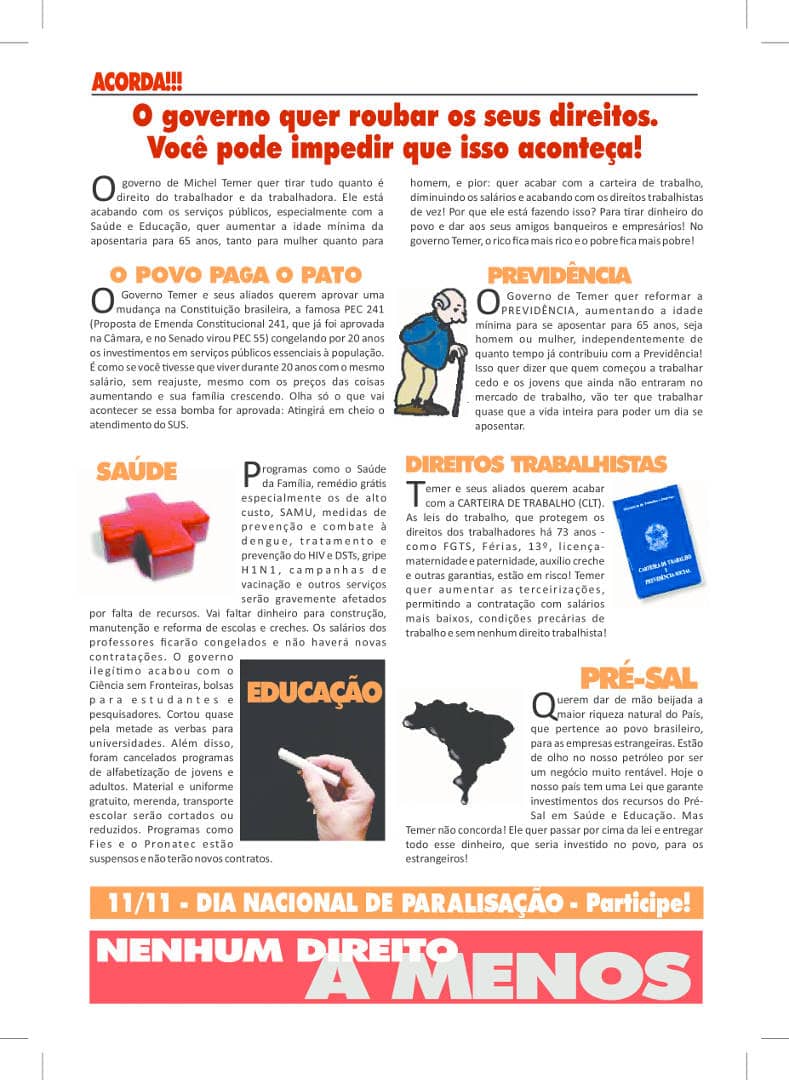 ACORDA!!!
O governo quer roubar os seus direitos.
Você pode impedir que isso aconteça!
O governo de Michel Temer quer tirar tudo quanto é
direito do trabalhador e da trabalhadora. Ele está
acabando com os serviços públicos, especialmente com a
Saúde e Educação, quer aumentar a idade mínima da
aposentaria para 65 anos, tanto para mulher quanto para
homem, e pior: quer acabar com a carteira de trabalho,
diminuindo os salários e acabando com os direitos trabalhistas
de vez! Por que ele está fazendo isso? Para tirar dinheiro do
povo e dar aos seus amigos banqueiros e empresários! No
governo Temer, o rico fica mais rico e o pobre fica mais pobre!
O POVO PAGA O PATO
O Governo Temer e seus aliados querem aprovar uma
mudança na Constituição brasileira, a famosa PEC 241
(Proposta de Emenda Constitucional 241, que já foi aprovada
na Câmara, e no Senado virou PEC 55) congelando por 20 anos
os investimentos em serviços públicos essenciais à população.
É como se você tivesse que viver durante 20 anos com o mesmo
salário, sem reajuste, mesmo com os preços das coisas
aumentando e sua família crescendo. Olha só o que vai
acontecer se essa bomba for aprovada: Atingirá em cheio o
atendimento do SUS.
PREVIDÊNCIA
O Governo de Temer quer reformar a
PREVIDÊNCIA, aumentando a idade
mínima para se aposentar para 65 anos, seja
homem ou mulher, independentemente de
quanto tempo já contribuiu com a Previdência!
Isso quer dizer que quem começou a trabalhar
cedo e os jovens que ainda não entraram no
mercado de trabalho, vão ter que trabalhar
quase que a vida inteira para poder um dia se
aposentar.
SAÚDE
Programas como o Saúde
da Família, remédio grátis
especialmente os de alto
custo, SAMU, medidas de
prevenção e combate à
dengue, tratamento e
prevenção do HIV e DSTs, gripe
H1N1, campanhas de
vacinação e outros serviços
serão gravemente afetados
por falta de recursos. Vai faltar dinheiro para construção,
manutenção e reforma de escolas e creches. Os salários dos
professores ficarão congelados e não haverá novas
contratações. O governo
ilegítimo acabou com o
Ciência sem Fronteiras, bolsas
para estudantes e
pesquisadores. Cortou quase
pela metade as verbas para
universidades. Além disso,
foram cancelados programas
de alfabetização de jovens e
adultos. Material e uniforme
gratuito, merenda, transporte
escolar serão cortados ou
reduzidos. Programas como
Fies e o Pronatec estão
suspensos e não terão novos contratos.
EDUCAÇÃO
DIREITOS TRABALHISTAS
Temer e seus aliados querem acabar
com a CARTEIRA DE TRABALHO (CLT).
As leis do trabalho, que protegem os
direitos dos trabalhadores há 73 anos -
como FGTS, Férias, 13º, licença-
maternidade e paternidade, auxílio creche
e outras garantias, estão em risco! Temer
quer aumentar as terceirizações,
permitindo a contratação com salários
mais baixos, condições precárias de
trabalho e sem nenhum direito trabalhista!
CARTEIRA DE TRABALHO
E
PREVIDÊNCIA SOCIAL
PRÉ-SAL
Querem dar de mão beijada a
maior riqueza natural do País,
que pertence ao povo brasileiro,
para as empresas estrangeiras. Estão
de olho no nosso petróleo por ser
um negócio muito rentável. Hoje o
nosso país tem uma Lei que garante
investimentos dos recursos do Pré-
Sal em Saúde e Educação. Mas
Temer não concorda! Ele quer passar por cima da lei e entregar
todo esse dinheiro, que seria investido no povo, para os
estrangeiros!
11/11 - DIA NACIONAL DE PARALISAÇÃO - Participe!
NENHUM DIREITO
A MENOS